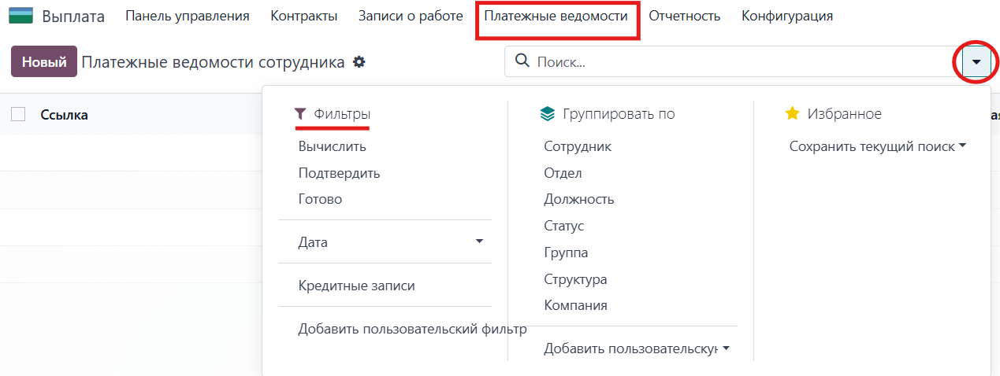 Выплата Панель управления Контракты Записи о работе Платежные ведомости Отчетность Конфигурация
Новый Платежные ведомости сотрудника Поиск...
Ссылка
Фильтры
Вычислить
Подтвердить
Готово
Дата
Кредитные записи
Добавить пользовательский фильтр
Группировать по
Сотрудник
Отдел
Должность
Статус
Группа
Структура
Компания
Добавить пользовательскую
Избранное
Сохранить текущий поиск